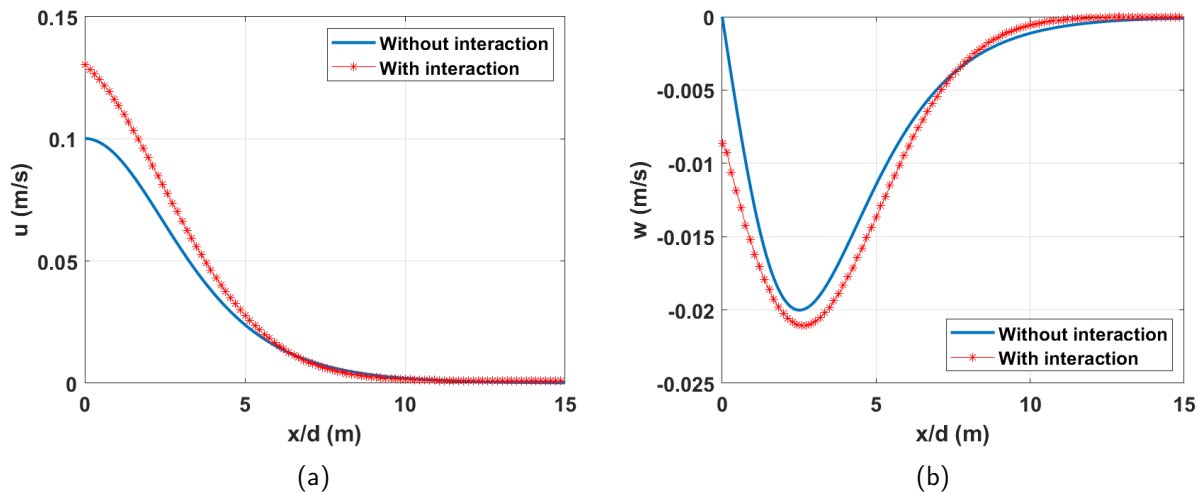 0.15
0.1
0.05
0
u (m/s)
Without interaction
With interaction
0 5 10 15
x/d (m)
(a)
0
-0.005
-0.01
-0.015
-0.02
-0.025
w (m/s)
Without interaction
With interaction
0 5 10 15
x/d (m)
(b)